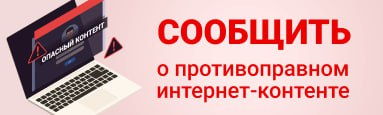 ОПАСНЫЙ КОНТЕНТ
СООБЩИТЬ
о противоправном
интернет-контенте